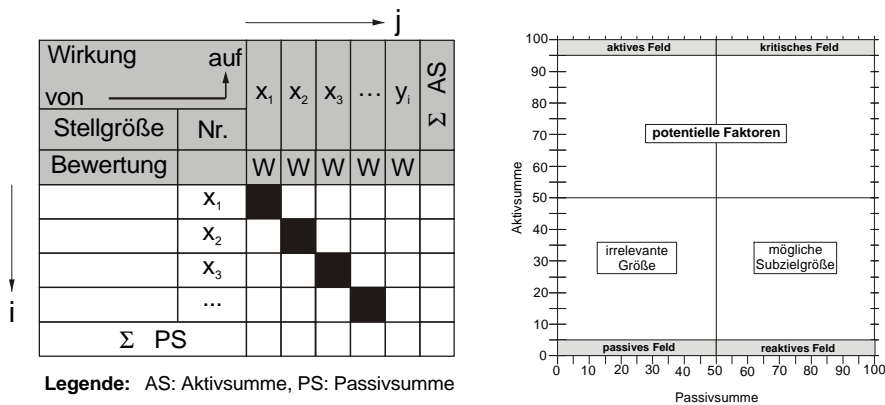 j
Wirkung
auf
von
x1 x2 x3 ... yi Σ AS
Stellgröße Nr.
Bewertung W W W W W
x1
x2
x3
...
i
Σ PS
Legende: AS: Aktivsumme, PS: Passivsumme
aktives Feld kritisches Feld
100
90
80
70
60
50
40
30
20
10
0
Aktivsumme
potentielle Faktoren
irrelevante
Größe
mögliche
Subzielgröße
passives Feld reaktives Feld
0 10 20 30 40 50 60 70 80 90 100
Passivsumme